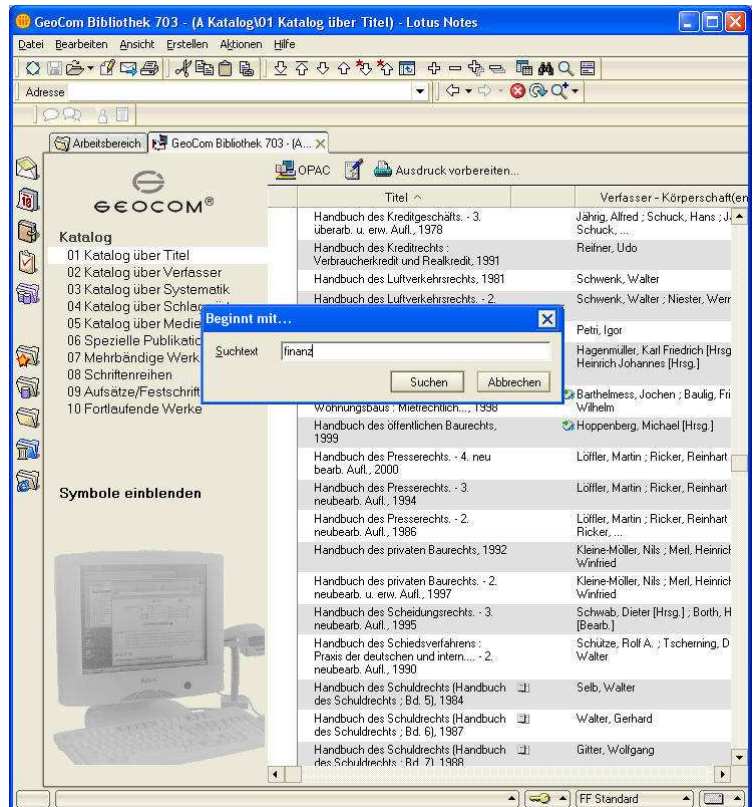 GeoCom Bibliothek 703 - (A Katalog\01 Katalog über Titel) - Lotus Notes
Datei Bearbeiten Ansicht Erstellen Aktionen Hilfe
Adresse
Arbeitsbereich GeoCom Bibliothek 703 - (A...
GEOCOM®
Katalog
01 Katalog über Titel
02 Katalog über Verfasser
03 Katalog über Systematik
04 Katalog über
05 Katalog über
06 Spezielle
07 Mehrbändige
08 Schriftenreihen
09
10 Fortlaufende Werke
Symbole einblenden
OPAC Ausdruck vorbereiten...
Titel Verfasser - Körperschaft(en
Handbuch des Kreditgeschäfts. - 3. Jährig, Alfred ; Schuck, Hans ;
überarb. u. erw. Aufl., 1978 Schuck, ...
Handbuch des Kreditrechts : Reifner, Udo
Verbraucherkredit und Realkredit, 1991
Handbuch des Luftverkehrsrechts, 1981 Schwenk, Walter
Handbuch des Luftverkehrsrechts. - 2. Schwenk, Walter ; Niester, Wern
Beginnt mit...
Suchtext finanz
Suchen Abbrechen
Petri, Igor
Hagenmüller, Karl Friedrich [Hrsg
Heinrich Johannes [Hrsg.]
Barthelmess, Jochen ; Baulig, Fri
Wohnungsbaus : Mietrechtlich..., 1998 Wilhelm
Handbuch des öffentlichen Baurechts, Hoppenberg, Michael [Hrsg.]
1999
Handbuch des Presserechts. - 4. neu Löffler, Martin ; Ricker, Reinhart
bearb. Aufl., 2000
Handbuch des Presserechts. - 3. Löffler, Martin ; Ricker, Reinhart
neubearb. Aufl., 1994
Handbuch des Presserechts. - 2. Löffler, Martin ; Ricker, Reinhart
neubearb. Aufl., 1986 Ricker, ...
Handbuch des privaten Baurechts, 1992 Kleine-Möller, Nils ; Merl, Heinrich
Winfried
Handbuch des privaten Baurechts. - 2. Kleine-Möller, Nils ; Merl, Heinrich
neubearb. u. erw. Aufl., 1997 Winfried
Handbuch des Scheidungsrechts. - 3. Schwab, Dieter [Hrsg.] ; Borth, H
neubearb. Aufl., 1995 [Bearb.]
Handbuch des Schiedsverfahrens : Schütze, Rolf A. ; Tscherning, D
Praxis der deutschen und intern.... - 2. Walter
neubearb. Aufl., 1990
Handbuch des Schuldrechts (Handbuch Selb, Walter
des Schuldrechts ; Bd. 5), 1984
Handbuch des Schuldrechts (Handbuch Walter, Gerhard
des Schuldrechts ; Bd. 6), 1987
Handbuch des Schuldrechts (Handbuch Gitter, Wolfgang
des Schuldrechts ; Bd. 7), 1988
FF Standard